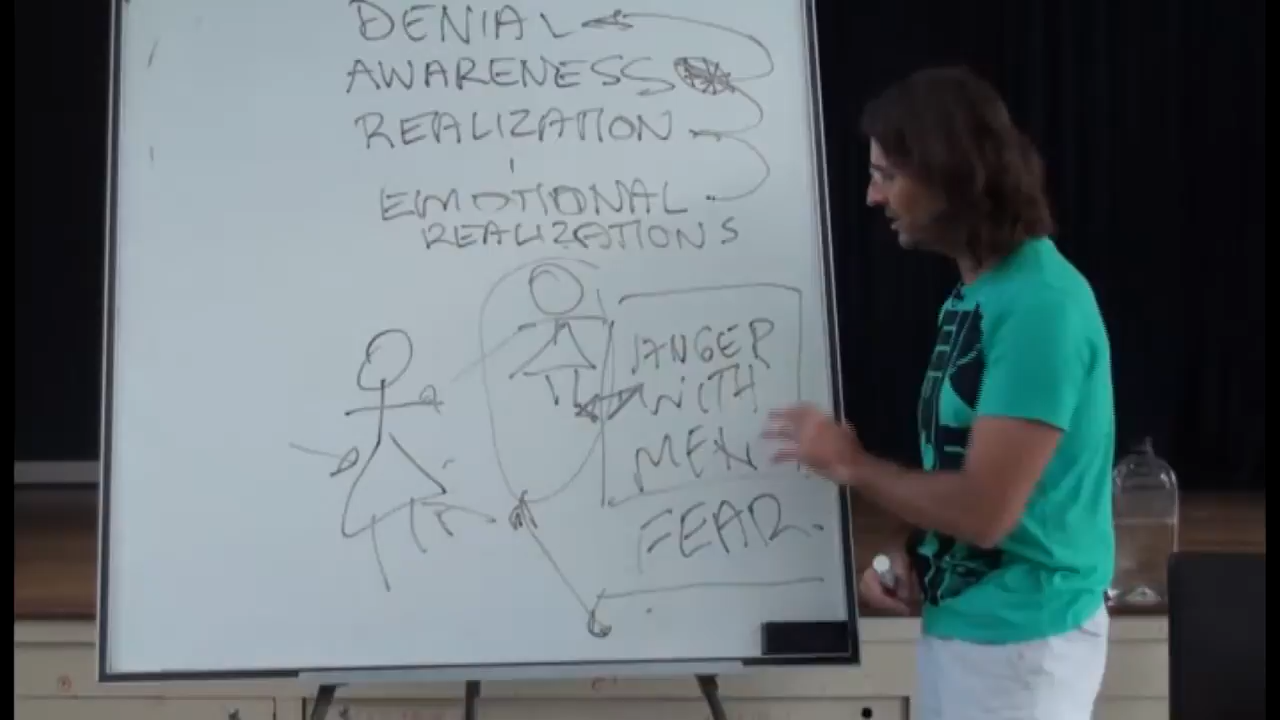 DENIAL
AWARENESS
REALIZATION
EMOTIONAL
REALIZATIONS
ANGER
WITH
MEN
FEAR.